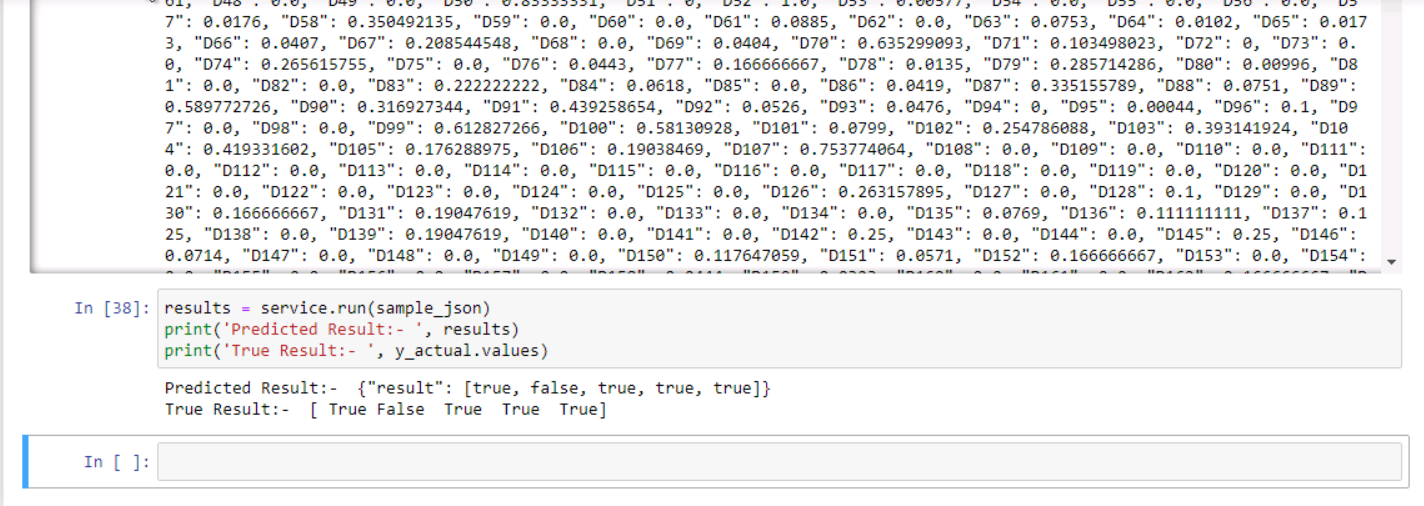 7": 0.0176, "D58": 0.350492135, "D59": 0.0, "D60": 0.0, "D61": 0.0885, "D62": 0.0, "D63": 0.0753, "D64": 0.0102, "D65": 0.017
3, "D66": 0.0407, "D67": 0.208544548, "D68": 0.0, "D69": 0.0404, "D70": 0.635299093, "D71": 0.103498023, "D72": 0, "D73": 0.
0, "D74": 0.265615755, "D75": 0.0, "D76": 0.0443, "D77": 0.166666667, "D78": 0.0135, "D79": 0.285714286, "D80": 0.00996, "D8
1": 0.0, "D82": 0.0, "D83": 0.222222222, "D84": 0.0618, "D85": 0.0, "D86": 0.0419, "D87": 0.335155789, "D88": 0.0751, "D89":
0.589772726, "D90": 0.316927344, "D91": 0.439258654, "D92": 0.0526, "D93": 0.0476, "D94": 0, "D95": 0.00044, "D96": 0.1, "D9
7": 0.0, "D98": 0.0, "D99": 0.612827266, "D100": 0.58130928, "D101": 0.0799, "D102": 0.254786088, "D103": 0.393141924, "D10
4": 0.419331602, "D105": 0.176288975, "D106": 0.19038469, "D107": 0.753774064, "D108": 0.0, "D109": 0.0, "D110": 0.0, "D111":
0.0, "D112": 0.0, "D113": 0.0, "D114": 0.0, "D115": 0.0, "D116": 0.0, "D117": 0.0, "D118": 0.0, "D119": 0.0, "D120": 0.0, "D1
21": 0.0, "D122": 0.0, "D123": 0.0, "D124": 0.0, "D125": 0.0, "D126": 0.263157895, "D127": 0.0, "D128": 0.1, "D129": 0.0, "D1
30": 0.166666667, "D131": 0.19047619, "D132": 0.0, "D133": 0.0, "D134": 0.0, "D135": 0.0769, "D136": 0.111111111, "D137": 0.1
25, "D138": 0.0, "D139": 0.19047619, "D140": 0.0, "D141": 0.0, "D142": 0.25, "D143": 0.0, "D144": 0.0, "D145": 0.25, "D146":
0.0714, "D147": 0.0, "D148": 0.0, "D149": 0.0, "D150": 0.117647059, "D151": 0.0571, "D152": 0.166666667, "D153": 0.0, "D154":
In [38]: results = service.run(sample_json)
print('Predicted Result:- ', results)
print('True Result:- ', y_actual.values)
Predicted Result:-  {"result": [true, false, true, true, true]}
True Result:-  [ True False  True  True  True]
In [ ]: